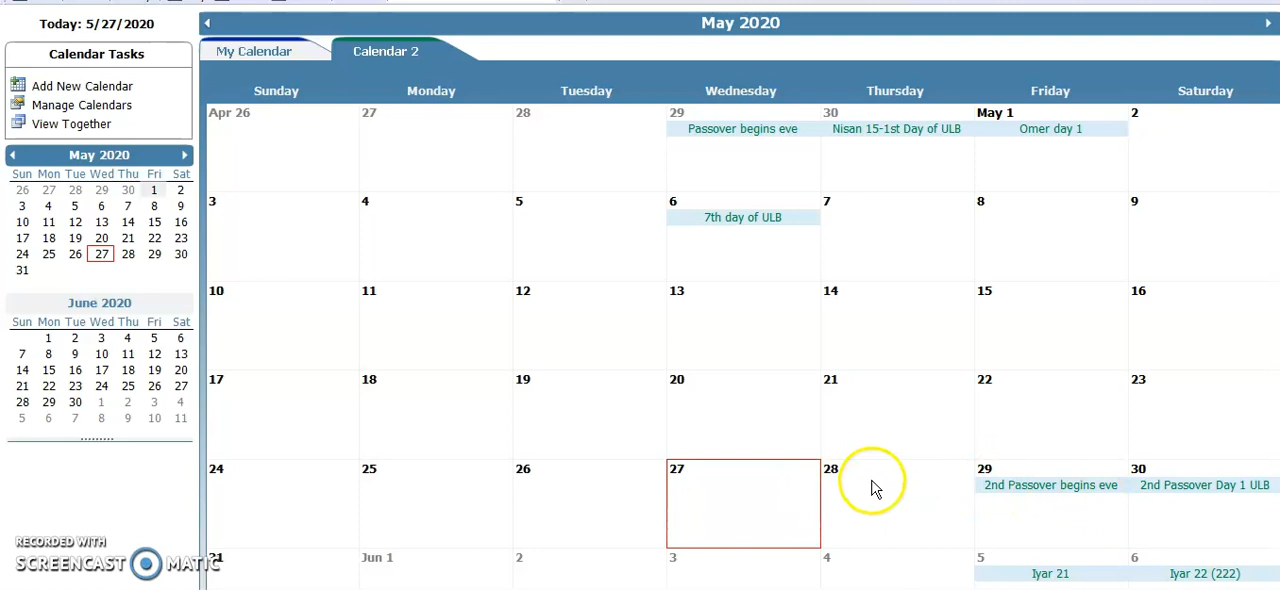 Today: 5/27/2020
Calendar Tasks
Add New Calendar
Manage Calendars
View Together
May 2020
Sun Mon Tue Wed Thu Fri Sat
26 27 28 29 30 1 2
3 4 5 6 7 8 9
10 11 12 13 14 15 16
17 18 19 20 21 22 23
24 25 26 27 28 29 30
31
June 2020
Sun Mon Tue Wed Thu Fri Sat
1 2 3 4 5 6
7 8 9 10 11 12 13
14 15 16 17 18 19 20
21 22 23 24 25 26 27
28 29 30 1 2 3 4
5 6 7 8 9 10 11
RECORDED WITH
SCREENCAST MATIC
May 2020
My Calendar Calendar 2
Sunday Monday Tuesday Wednesday Thursday Friday Saturday
Apr 26 27 28 29 30 May 1 2
Passover begins eve Nisan 15-1st Day of ULB Omer day 1
3 4 5 6 7 8 9
7th day of ULB
10 11 12 13 14 15 16
17 18 19 20 21 22 23
24 25 26 27 28 29 30
2nd Passover begins eve 2nd Passover Day 1 ULB
31 Jun 1 2 3 4 5 6
Iyar 21 Iyar 22 (222)